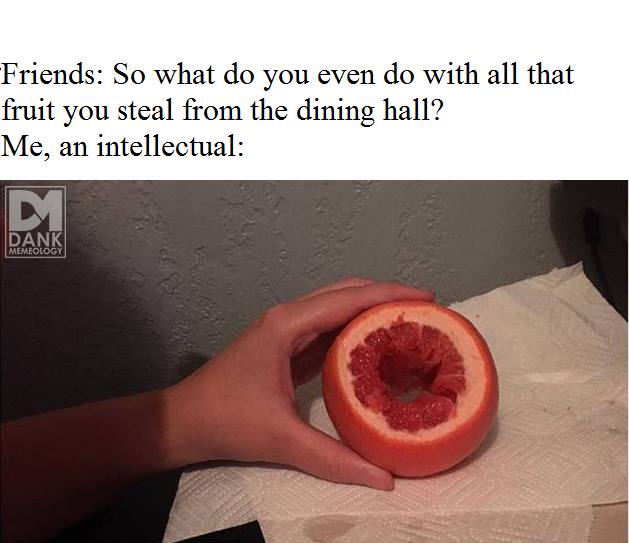 Friends: So what do you even do with all that
fruit you steal from the dining hall?
Me, an intellectual:
DM
DANK
MEMEOLOGY